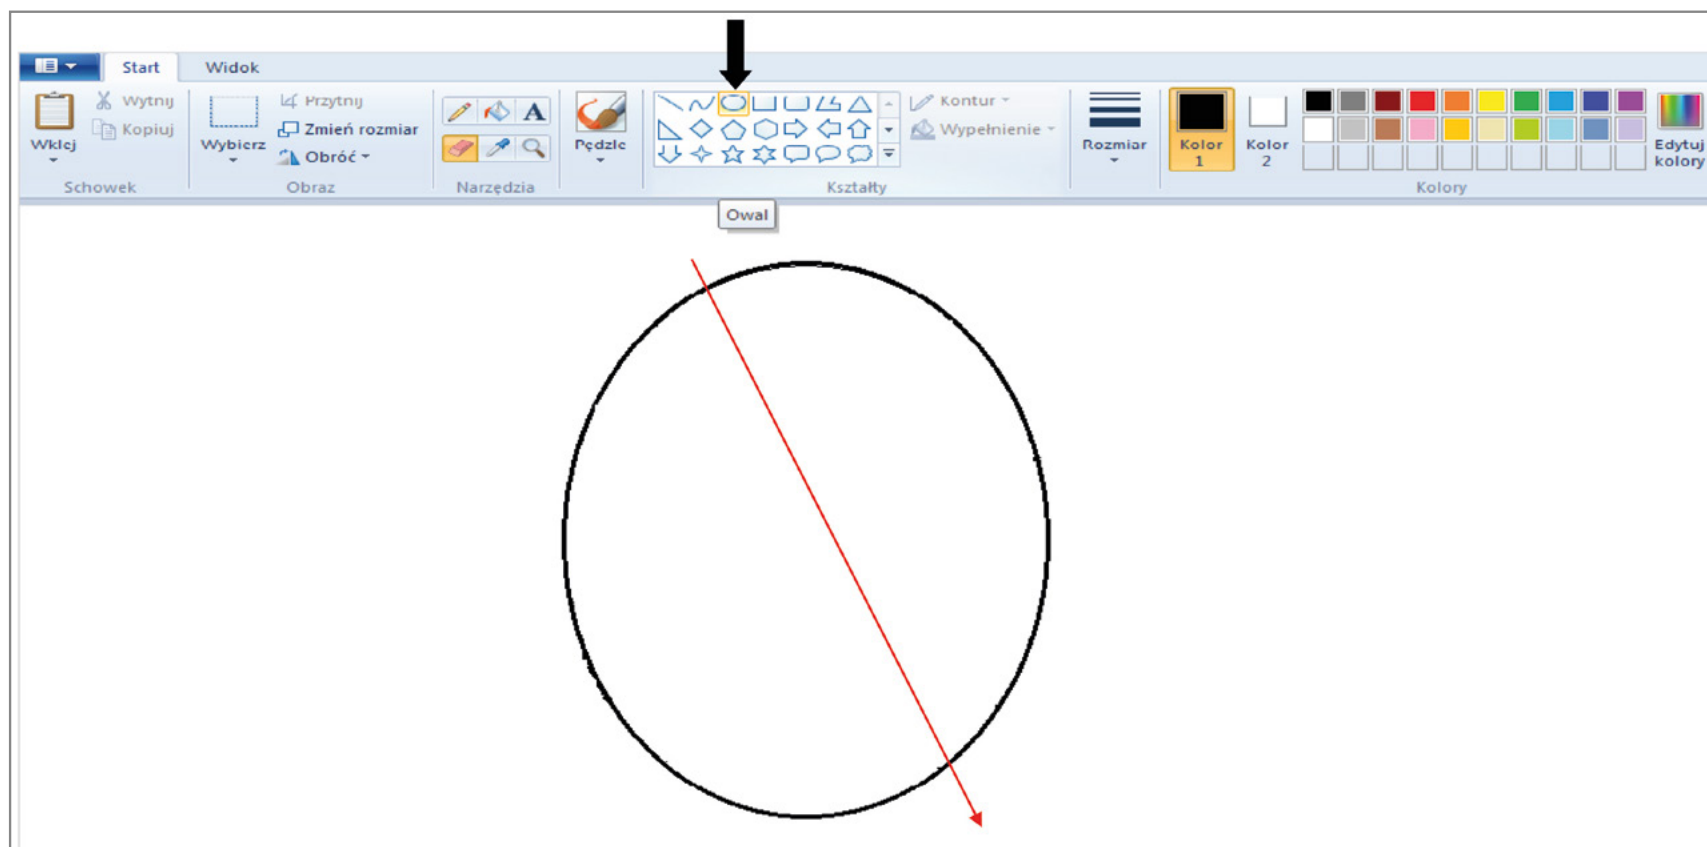 Start Widok
Wklej
Wytnij
Kopiuj
Schowek
Wybierz
Przytnij
Zmień rozmiar
Obróć
Obraz
A
Narzędzia
Pędzle
Kontur
Wypełnienie
Kształty
Rozmiar
Kolor
1
Kolor
2
Edytuj
kolory
Kolory
Owal